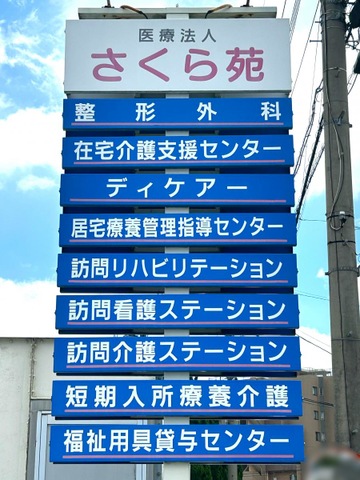 医療法人
さくら苑
整形外科
在宅介護支援センター
ディケアー
居宅療養管理指導センター
訪問リハビリテーション
訪問看護ステーション
訪問介護ステーション
短期入所療養介護
福祉用具貸与センター